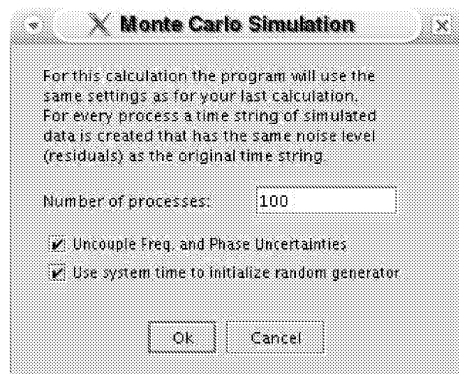 Monte Carlo Simulation
For this calculation the program will use the
same settings as for your last calculation.
For every process a time string of simulated
data is created that has the same noise level
(residuals) as the original time string.
Number of processes: 100
Uncouple Freq. and Phase Uncertainties
Use system time to initialize random generator
Ok Cancel